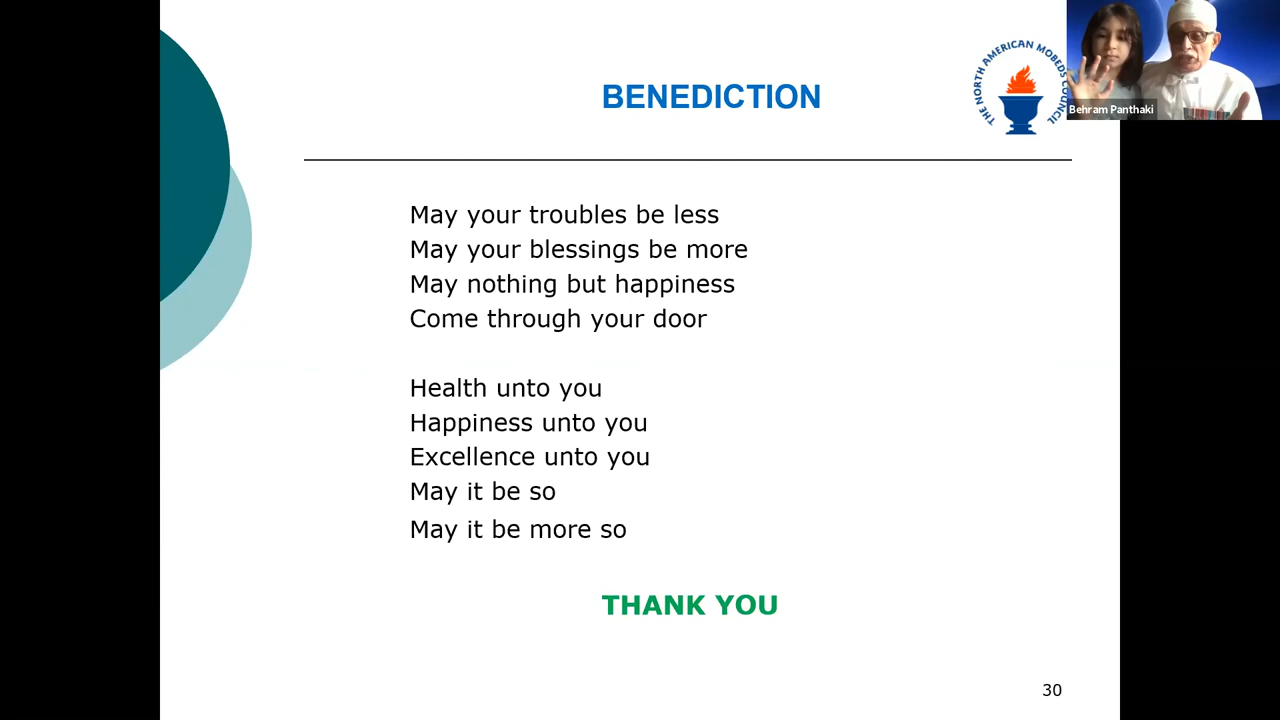 BENEDICTION
THE NORTH AMERICAN MOBEDS COUNCIL
Behram Panthaki
May your troubles be less
May your blessings be more
May nothing but happiness
Come through your door
Health unto you
Happiness unto you
Excellence unto you
May it be so
May it be more so
THANK YOU
30